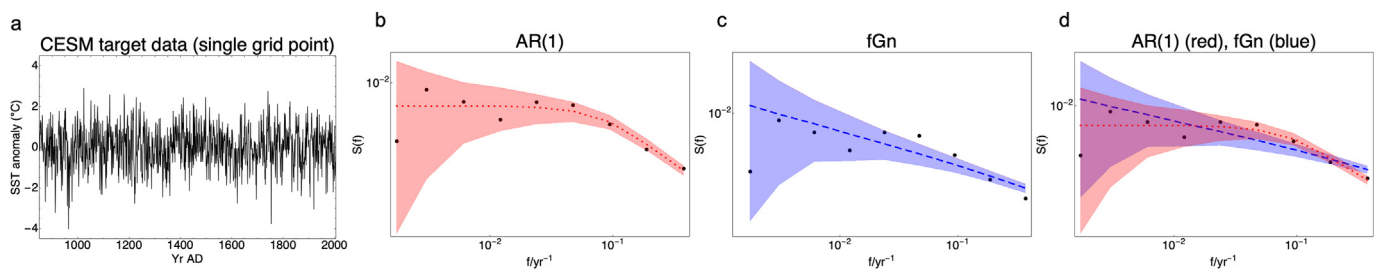 a
CESM target data (single grid point)
SST anomaly (°C)
4
2
0
−2
−4
1000
1200
1400
1600
1800
2000
Yr AD
b
AR(1)
S(f)
10⁻²
10⁻²
10⁻¹
f/yr⁻¹
c
fGn
S(f)
10⁻²
10⁻²
10⁻¹
f/yr⁻¹
d
AR(1) (red), fGn (blue)
S(f)
10⁻²
10⁻²
10⁻¹
f/yr⁻¹